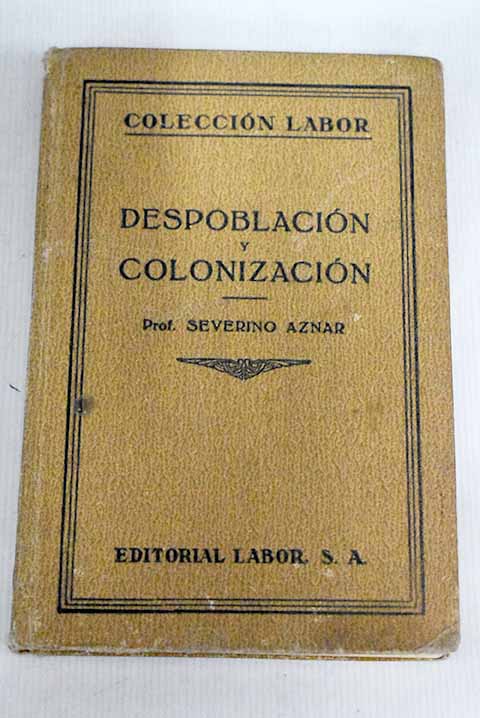 COLECCIÓN LABOR
DESPOBLACIÓN
Y
COLONIZACIÓN
Prof. SEVERINO AZNAR
EDITORIAL LABOR, S. A.